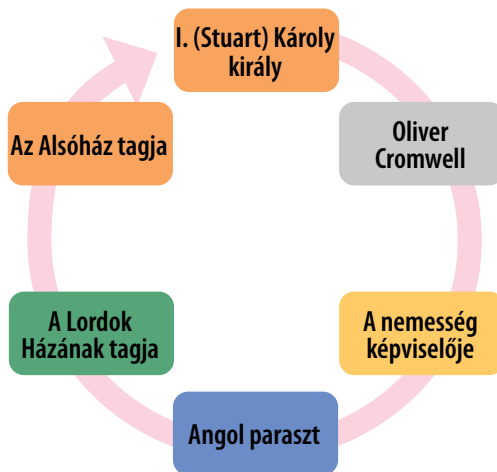 I. (Stuart) Károly
király
Oliver
Cromwell
A nemesség
képviselője
Angol paraszt
A Lordok
Házának tagja
Az Alsóház tagja